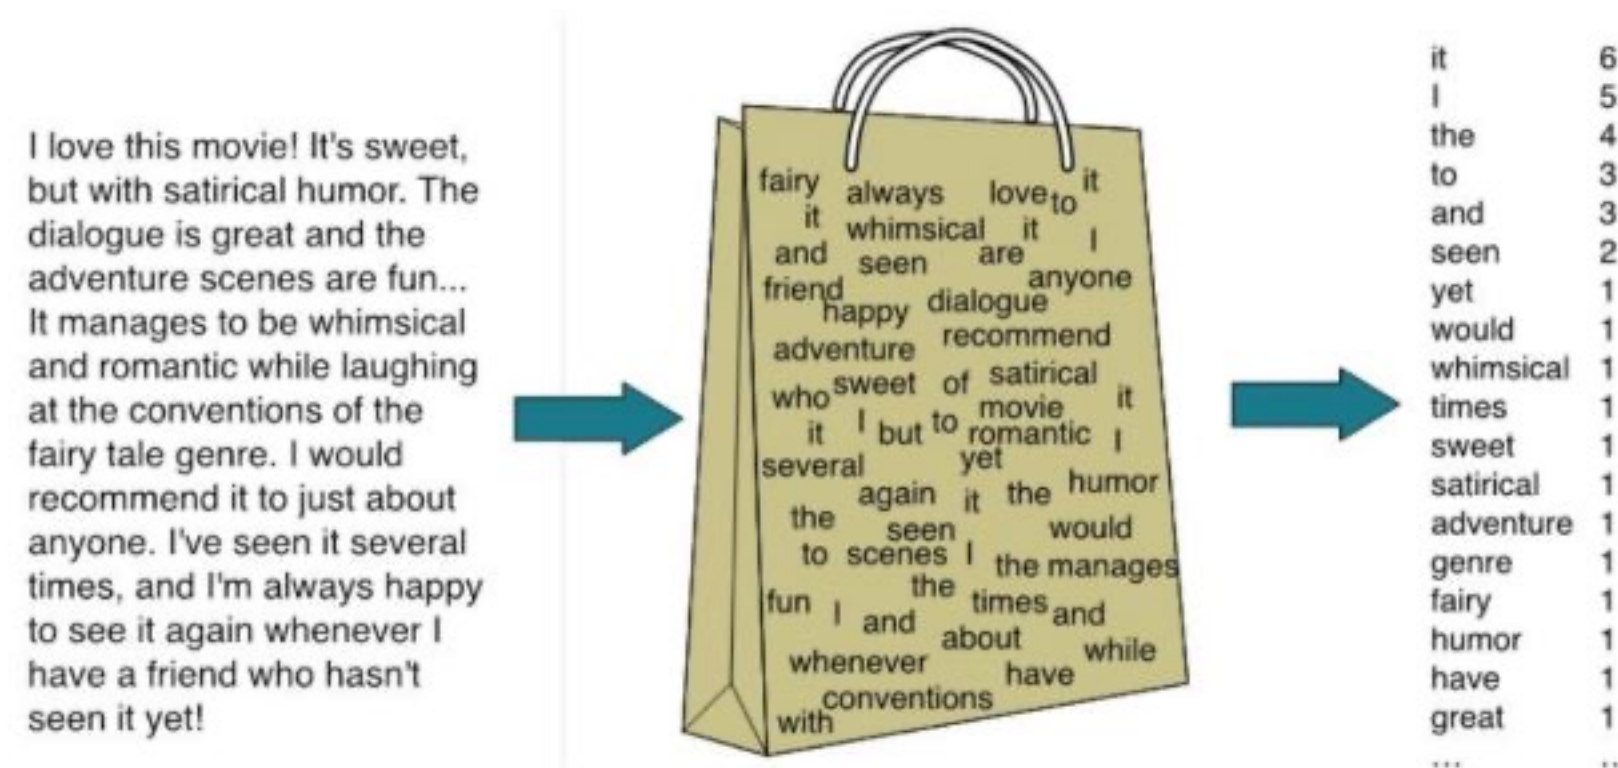 I love this movie! It's sweet,
but with satirical humor. The
dialogue is great and the
adventure scenes are fun...
It manages to be whimsical
and romantic while laughing
at the conventions of the
fairy tale genre. I would
recommend it to just about
anyone. I've seen it several
times, and I'm always happy
to see it again whenever I
have a friend who hasn't
seen it yet!
fairy always love to it
it whimsical it I
and seen are anyone
friend happy dialogue
adventure recommend
who sweet of satirical it
it I but to movie romantic I
several yet
again it the humor
the seen would
to scenes I the manages
fun I and the times and
about while
whenever have
conventions
with
it 6
I 5
the 4
to 3
and 3
seen 2
yet 1
would 1
whimsical 1
times 1
sweet 1
satirical 1
adventure 1
genre 1
fairy 1
humor 1
have 1
great 1
... ..